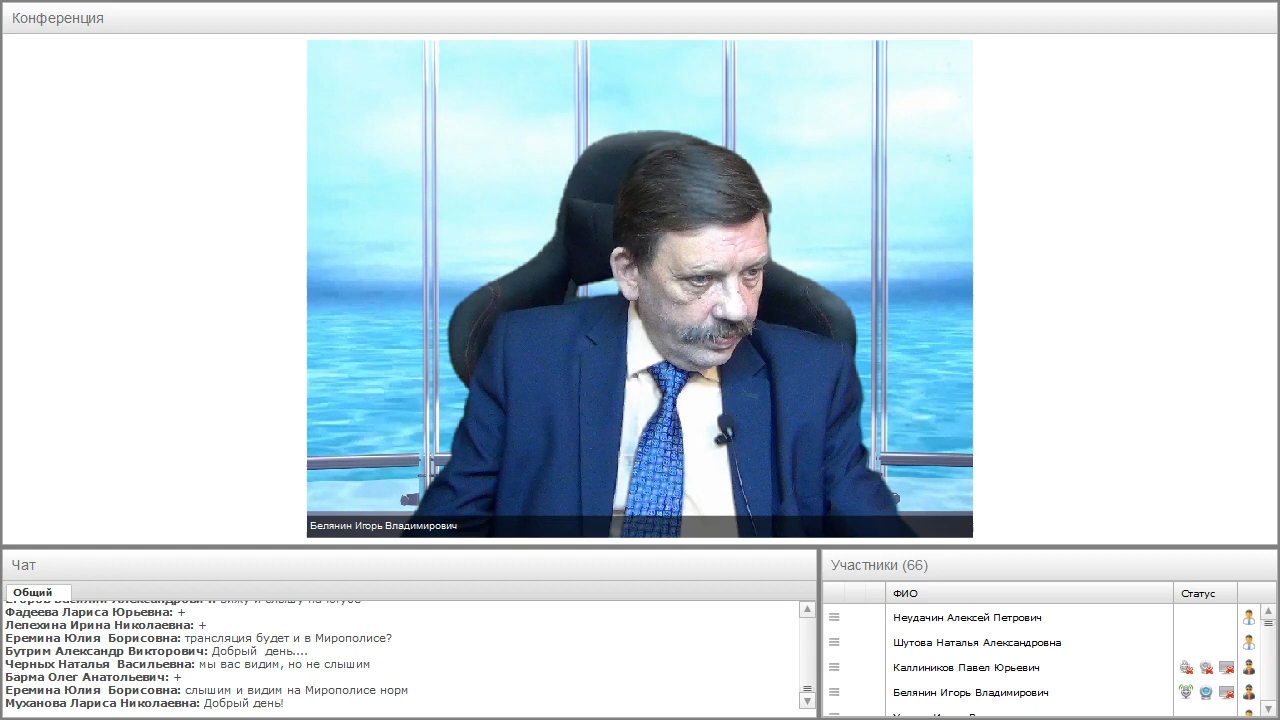 Конференция
Белянин Игорь Владимирович
Чат
Общий
Фадеева Лариса Юрьевна: +
Лепехина Ирина Николаевна: +
Еремина Юлия  Борисовна: трансляция будет и в Мирополисе?
Бутрим Александр Викторович: Добрый  день....
Черных Наталья  Васильевна: мы вас видим, но не слышим
Барма Олег Анатольевич: +
Еремина Юлия  Борисовна: слышим и видим на Мирополисе норм
Муханова Лариса Николаевна: Добрый день!
Участники (66)
ФИО Статус
Неудачин Алексей Петрович
Шутова Наталья Александровна
Каллиников Павел Юрьевич
Белянин Игорь Владимирович